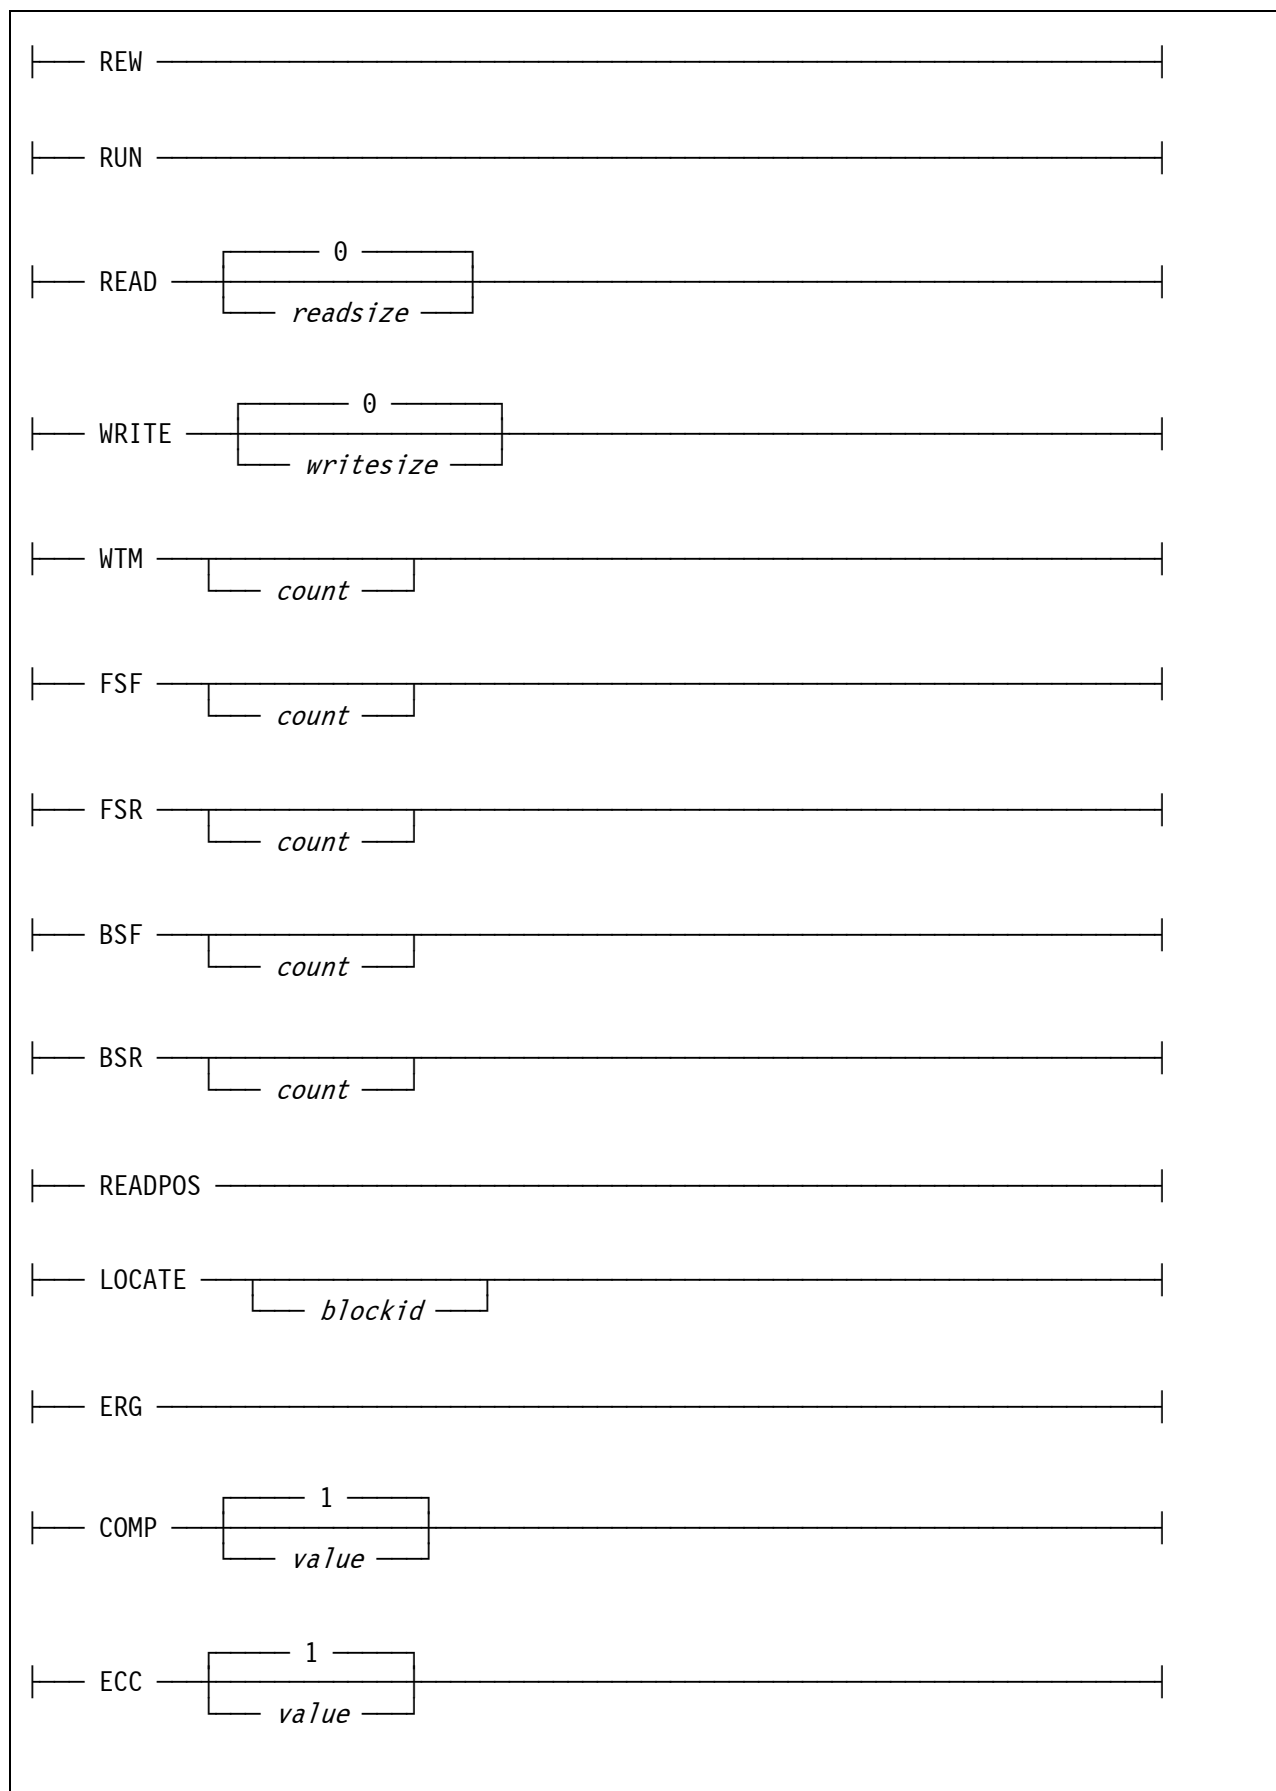 REW
RUN
0
READ
readsize
0
WRITE
writesize
WTM
count
FSF
count
FSR
count
BSF
count
BSR
count
READPOS
LOCATE
blockid
ERG
1
COMP
value
1
ECC
value